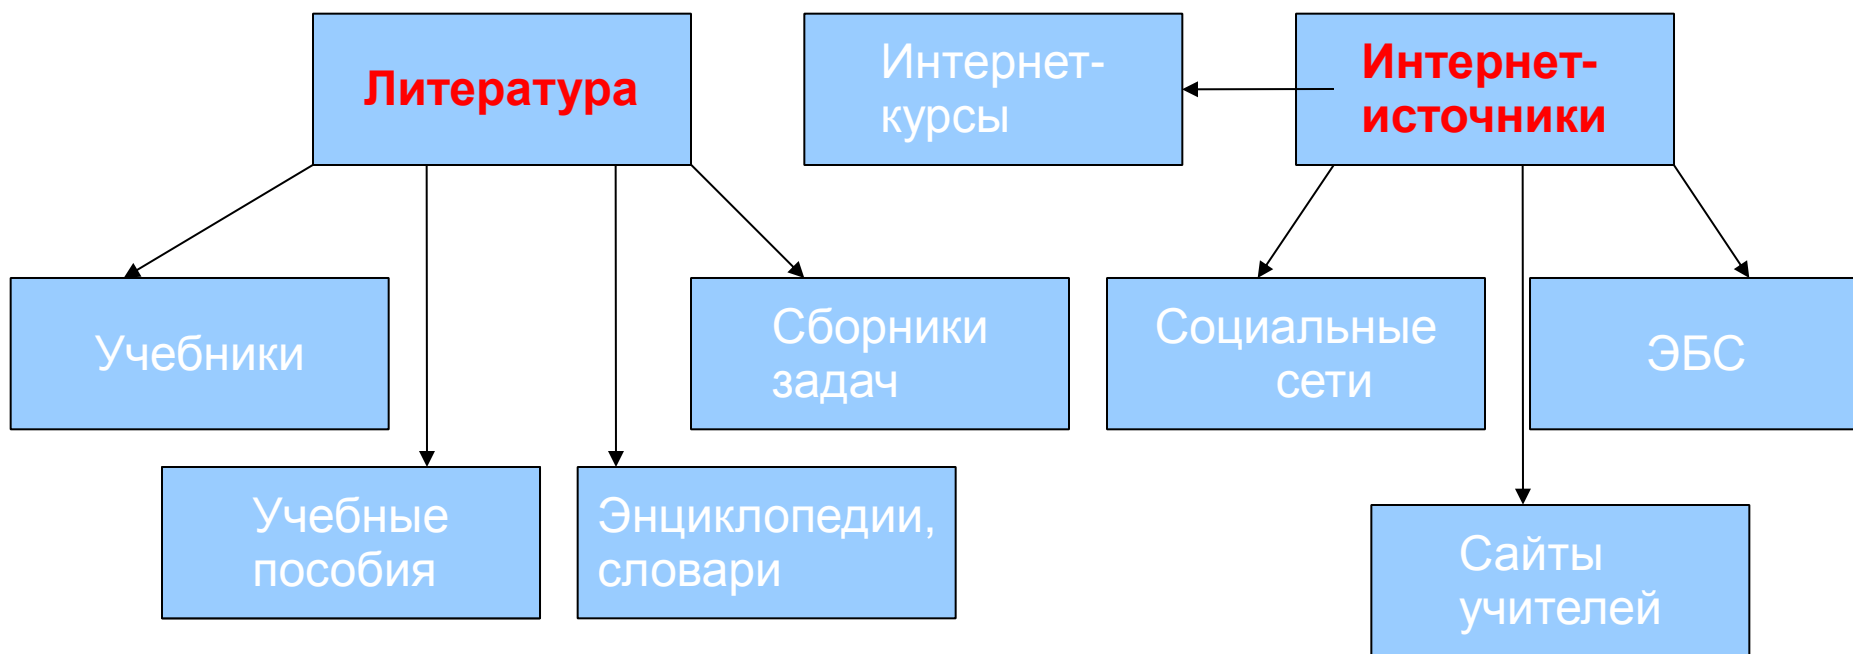 Литература
Интернет-
курсы
Интернет-
источники
Учебники
Сборники
задач
Социальные
сети
ЭБС
Учебные
пособия
Энциклопедии,
словари
Сайты
учителей